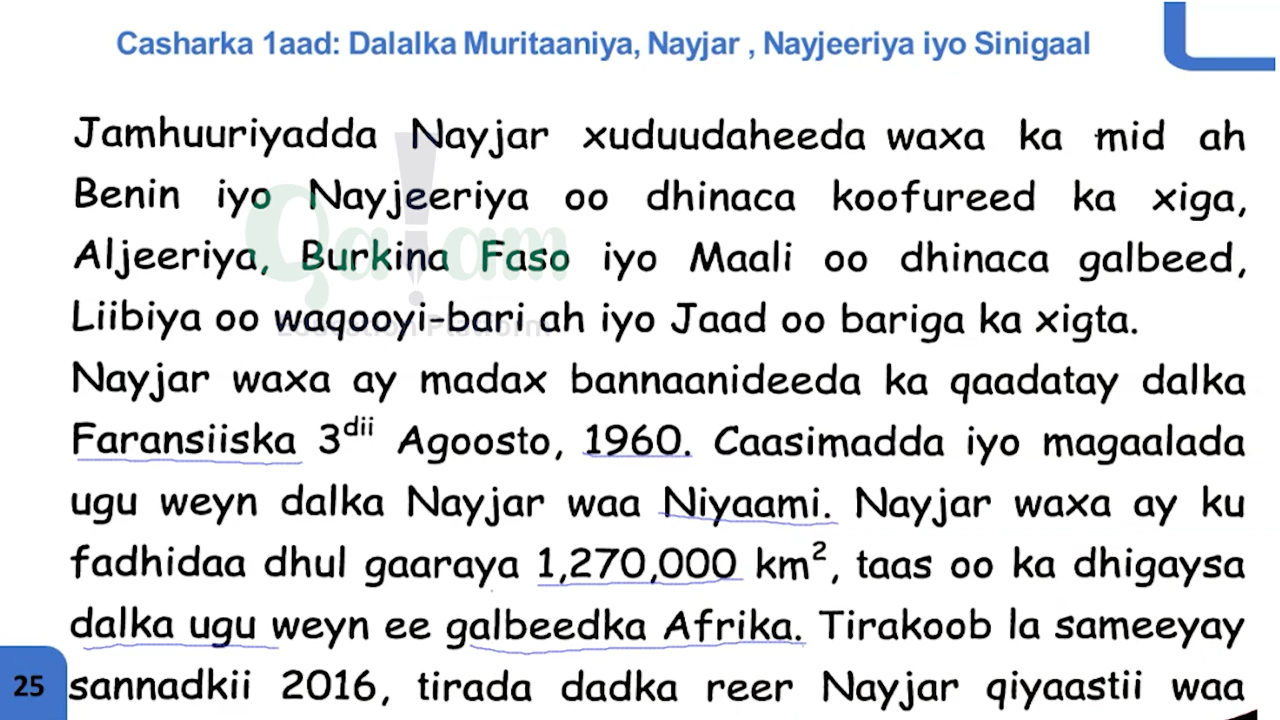 Casharka 1aad: Dalalka Muritaaniya, Nayjar , Nayjeeriya iyo Sinigaal
Jamhuuriyadda Nayjar xuduudaheeda waxa ka mid ah
Benin iyo Nayjeeriya oo dhinaca koofureed ka xiga,
Aljeeriya, Burkina Faso iyo Maali oo dhinaca galbeed,
Liibiya oo waqooyi-bari ah iyo Jaad oo bariga ka xigta.
Nayjar waxa ay madax bannaanideeda ka qaadatay dalka
Faransiiska 3dii Agoosto, 1960. Caasimadda iyo magaalada
ugu weyn dalka Nayjar waa Niyaami. Nayjar waxa ay ku
fadhidaa dhul gaaraya 1,270,000 km², taas oo ka dhigaysa
dalka ugu weyn ee galbeedka Afrika. Tirakoob la sameeyay
sannadkii 2016, tirada dadka reer Nayjar qiyaastii waa
25
Qalam
Education Platform